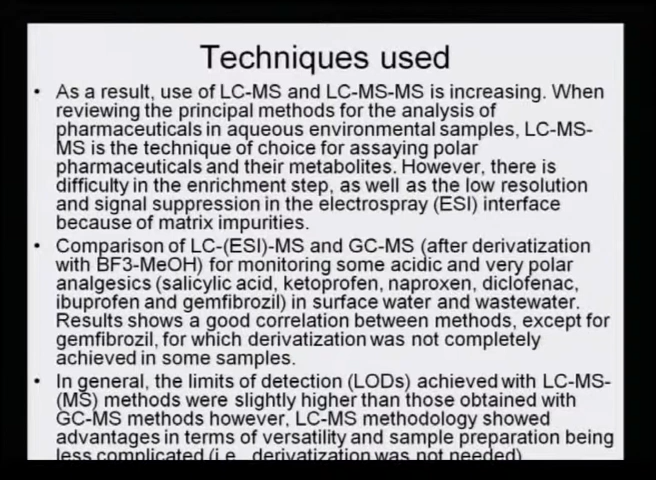 Techniques used
• As a result, use of LC-MS and LC-MS-MS is increasing. When
reviewing the principal methods for the analysis of
pharmaceuticals in aqueous environmental samples, LC-MS-
MS is the technique of choice for assaying polar
pharmaceuticals and their metabolites. However, there is
difficulty in the enrichment step, as well as the low resolution
and signal suppression in the electrospray (ESI) interface
because of matrix impurities.
• Comparison of LC-(ESI)-MS and GC-MS (after derivatization
with BF3-MeOH) for monitoring some acidic and very polar
analgesics (salicylic acid, ketoprofen, naproxen, diclofenac,
ibuprofen and gemfibrozil) in surface water and wastewater.
Results shows a good correlation between methods, except for
gemfibrozil, for which derivatization was not completely
achieved in some samples.
• In general, the limits of detection (LODs) achieved with LC-MS-
(MS) methods were slightly higher than those obtained with
GC-MS methods however, LC-MS methodology showed
advantages in terms of versatility and sample preparation being
less complicated (i.e., derivatization was not needed)